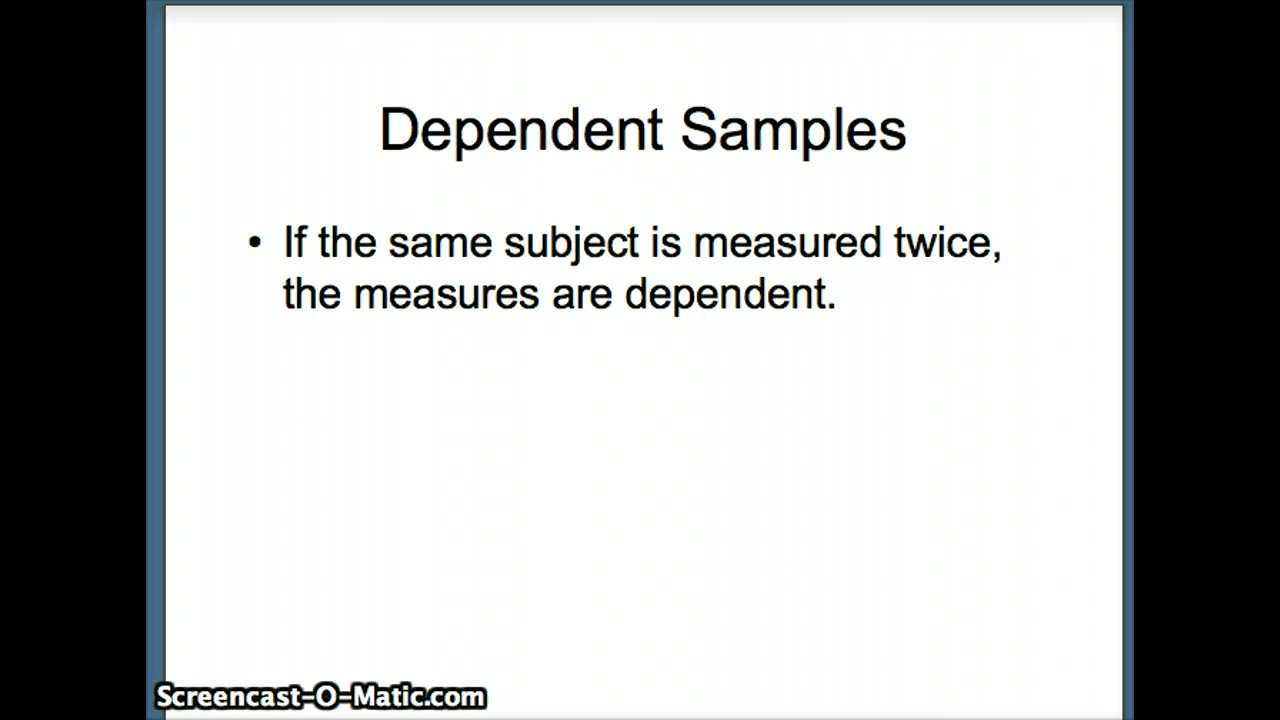 Dependent Samples
• If the same subject is measured twice,
the measures are dependent.
Screencast-O-Matic.com